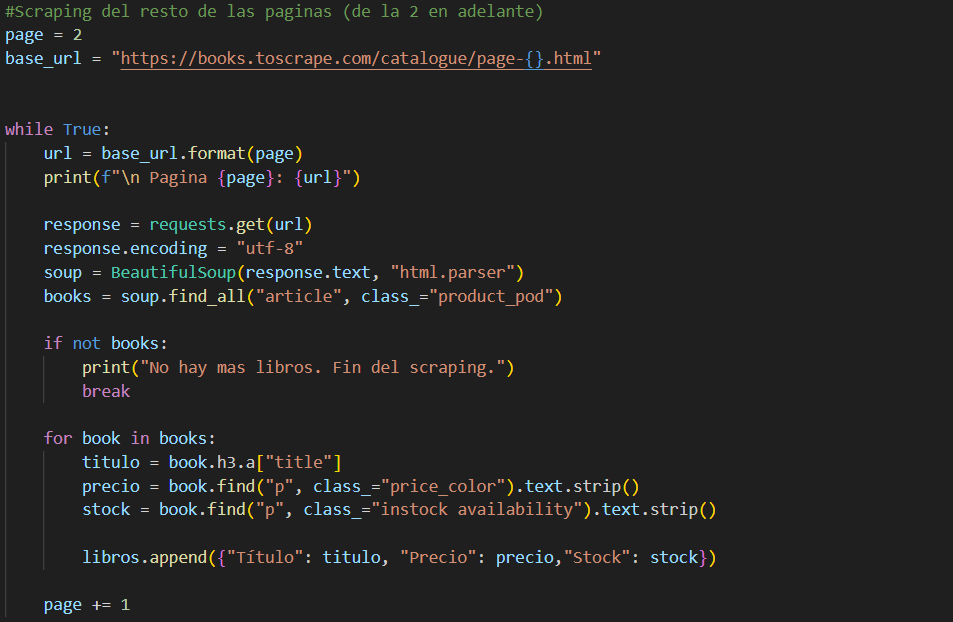 #Scraping del resto de las paginas (de la 2 en adelante)
page = 2
base_url = "https://books.toscrape.com/catalogue/page-{}.html"
while True:
    url = base_url.format(page)
    print(f"\n Pagina {page}: {url}")
    response = requests.get(url)
    response.encoding = "utf-8"
    soup = BeautifulSoup(response.text, "html.parser")
    books = soup.find_all("article", class_="product_pod")
    if not books:
        print("No hay mas libros. Fin del scraping.")
        break
    for book in books:
        titulo = book.h3.a["title"]
        precio = book.find("p", class_="price_color").text.strip()
        stock = book.find("p", class_="instock availability").text.strip()
        libros.append({"Título": titulo, "Precio": precio,"Stock": stock})
    page += 1